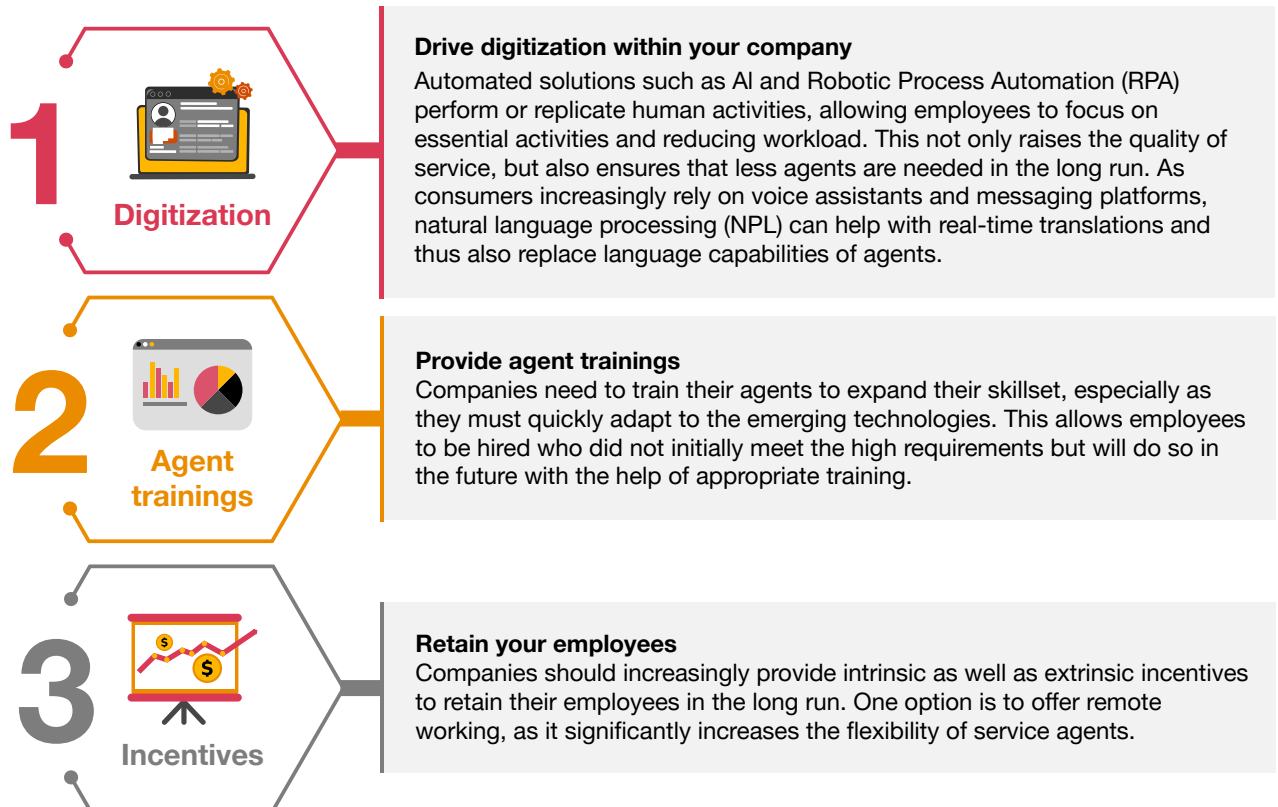 1
Digitization
Drive digitization within your company
Automated solutions such as AI and Robotic Process Automation (RPA)
perform or replicate human activities, allowing employees to focus on
essential activities and reducing workload. This not only raises the quality of
service, but also ensures that less agents are needed in the long run. As
consumers increasingly rely on voice assistants and messaging platforms,
natural language processing (NPL) can help with real-time translations and
thus also replace language capabilities of agents.
2
Agent
trainings
Provide agent trainings
Companies need to train their agents to expand their skillset, especially as
they must quickly adapt to the emerging technologies. This allows employees
to be hired who did not initially meet the high requirements but will do so in
the future with the help of appropriate training.
3
$
$
Incentives
Retain your employees
Companies should increasingly provide intrinsic as well as extrinsic incentives
to retain their employees in the long run. One option is to offer remote
working, as it significantly increases the flexibility of service agents.